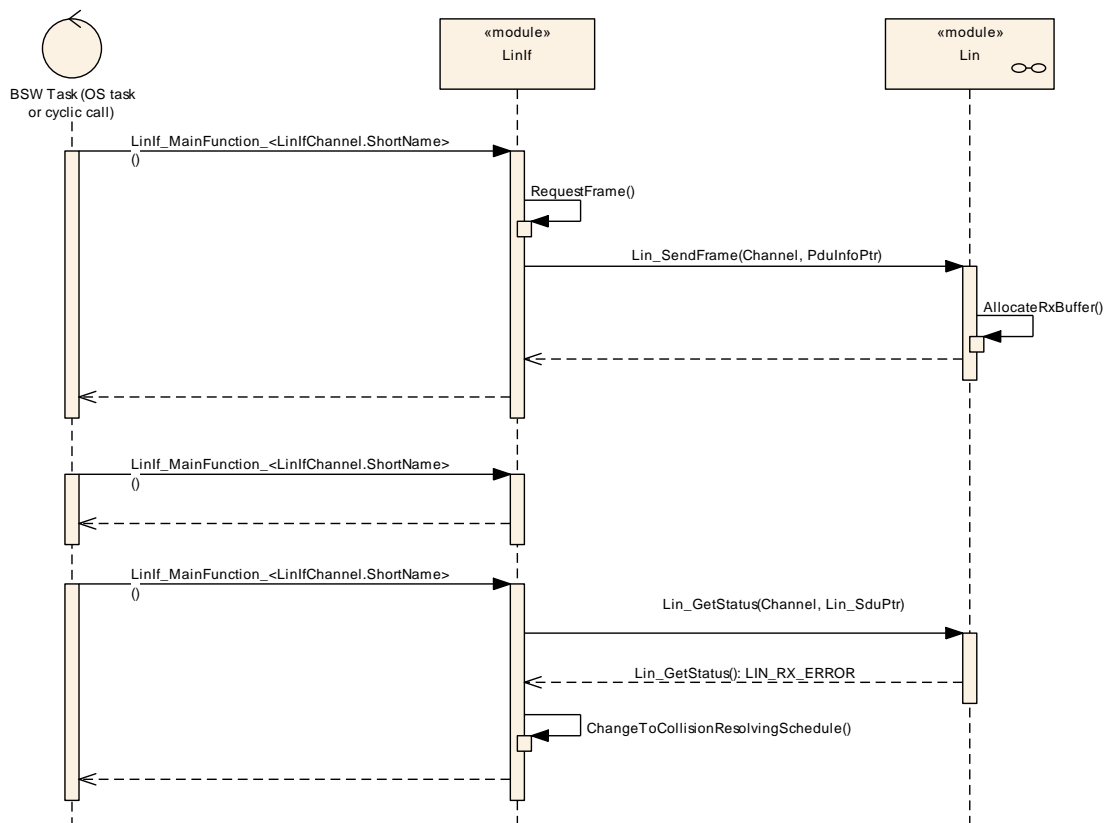 «module»
LinIf
«module»
Lin
BSW Task (OS task
or cyclic call)
LinIf_MainFunction_<LinIfChannel.ShortName>
()
RequestFrame()
Lin_SendFrame(Channel, PduInfoPtr)
AllocateRxBuffer()
LinIf_MainFunction_<LinIfChannel.ShortName>
()
LinIf_MainFunction_<LinIfChannel.ShortName>
()
Lin_GetStatus(Channel, Lin_SduPtr)
Lin_GetStatus(): LIN_RX_ERROR
ChangeToCollisionResolvingSchedule()